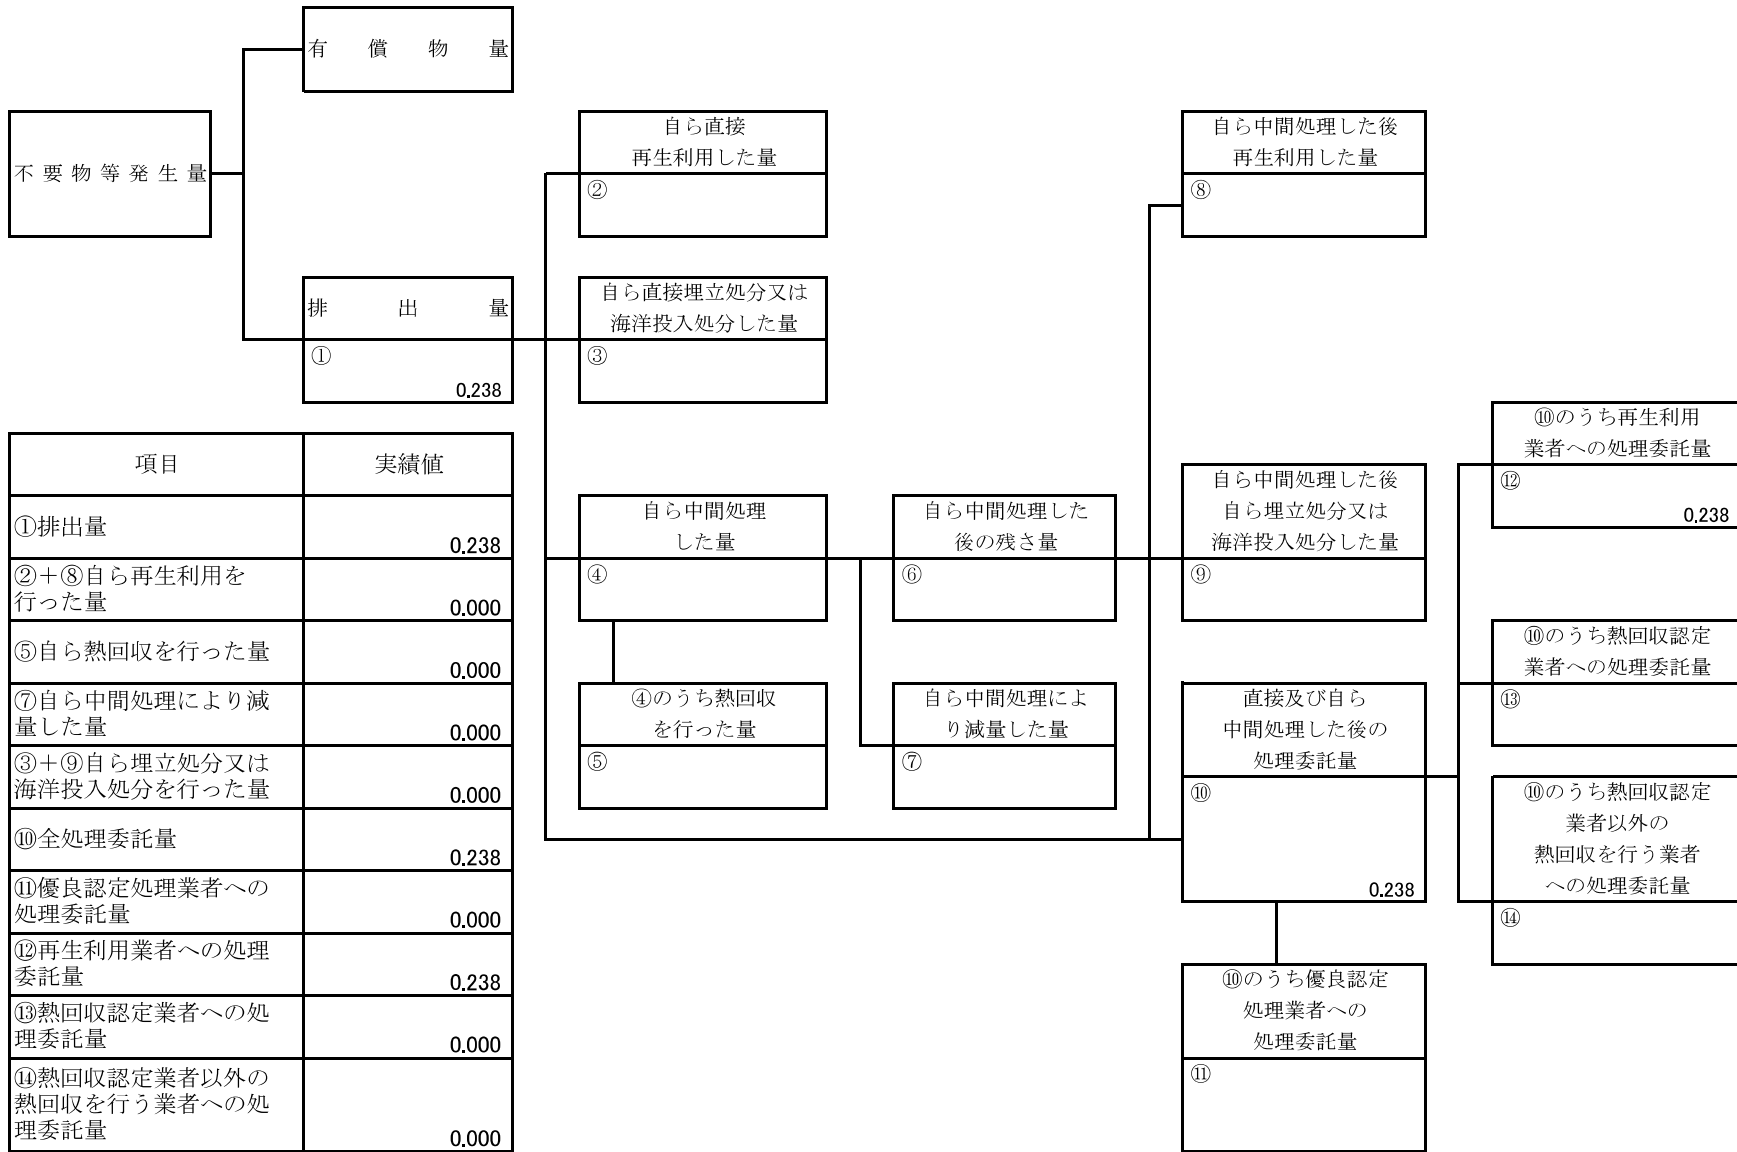 有償物量
不要物等発生量
自ら直接
再生利用した量
②
自ら中間処理した後
再生利用した量
⑧
排出量
①
0.238
自ら直接埋立処分又は
海洋投入処分した量
③
項目 実績値
①排出量 0.238
②＋⑧自ら再生利用を
行った量 0.000
⑤自ら熱回収を行った量 0.000
⑦自ら中間処理により減
量した量 0.000
③＋⑨自ら埋立処分又は
海洋投入処分を行った量 0.000
⑩全処理委託量 0.238
⑪優良認定処理業者への
処理委託量 0.000
⑫再生利用業者への処理
委託量 0.238
⑬熱回収認定業者への処
理委託量 0.000
⑭熱回収認定業者以外の
熱回収を行う業者への処
理委託量 0.000
自ら中間処理
した量
④
④のうち熱回収
を行った量
⑤
自ら中間処理した
後の残さ量
⑥
自ら中間処理によ
り減量した量
⑦
自ら中間処理した後
自ら埋立処分又は
海洋投入処分した量
⑨
直接及び自ら
中間処理した後の
処理委託量
⑩
0.238
⑩のうち優良認定
処理業者への
処理委託量
⑪
⑩のうち再生利用
業者への処理委託量
⑫
0.238
⑩のうち熱回収認定
業者への処理委託量
⑬
⑩のうち熱回収認定
業者以外の
熱回収を行う業者
への処理委託量
⑭